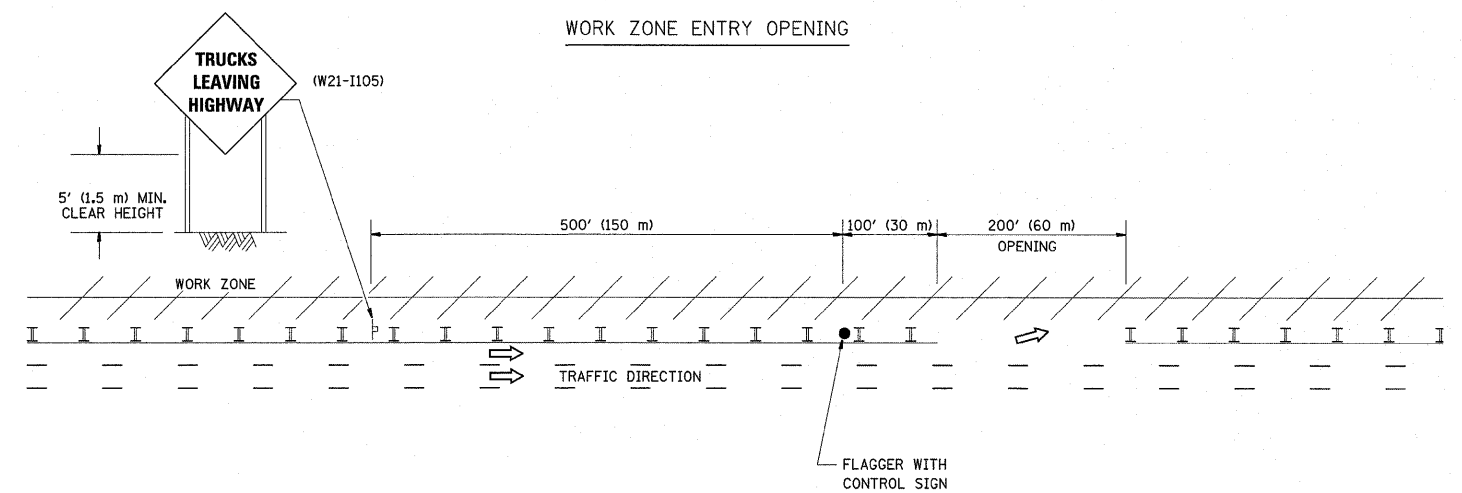 WORK ZONE ENTRY OPENING
TRUCKS
LEAVING
HIGHWAY
(W21-I105)
5' (1.5 m) MIN.
CLEAR HEIGHT
500' (150 m)
100' (30 m)
200' (60 m)
OPENING
WORK ZONE
TRAFFIC DIRECTION
FLAGGER WITH
CONTROL SIGN